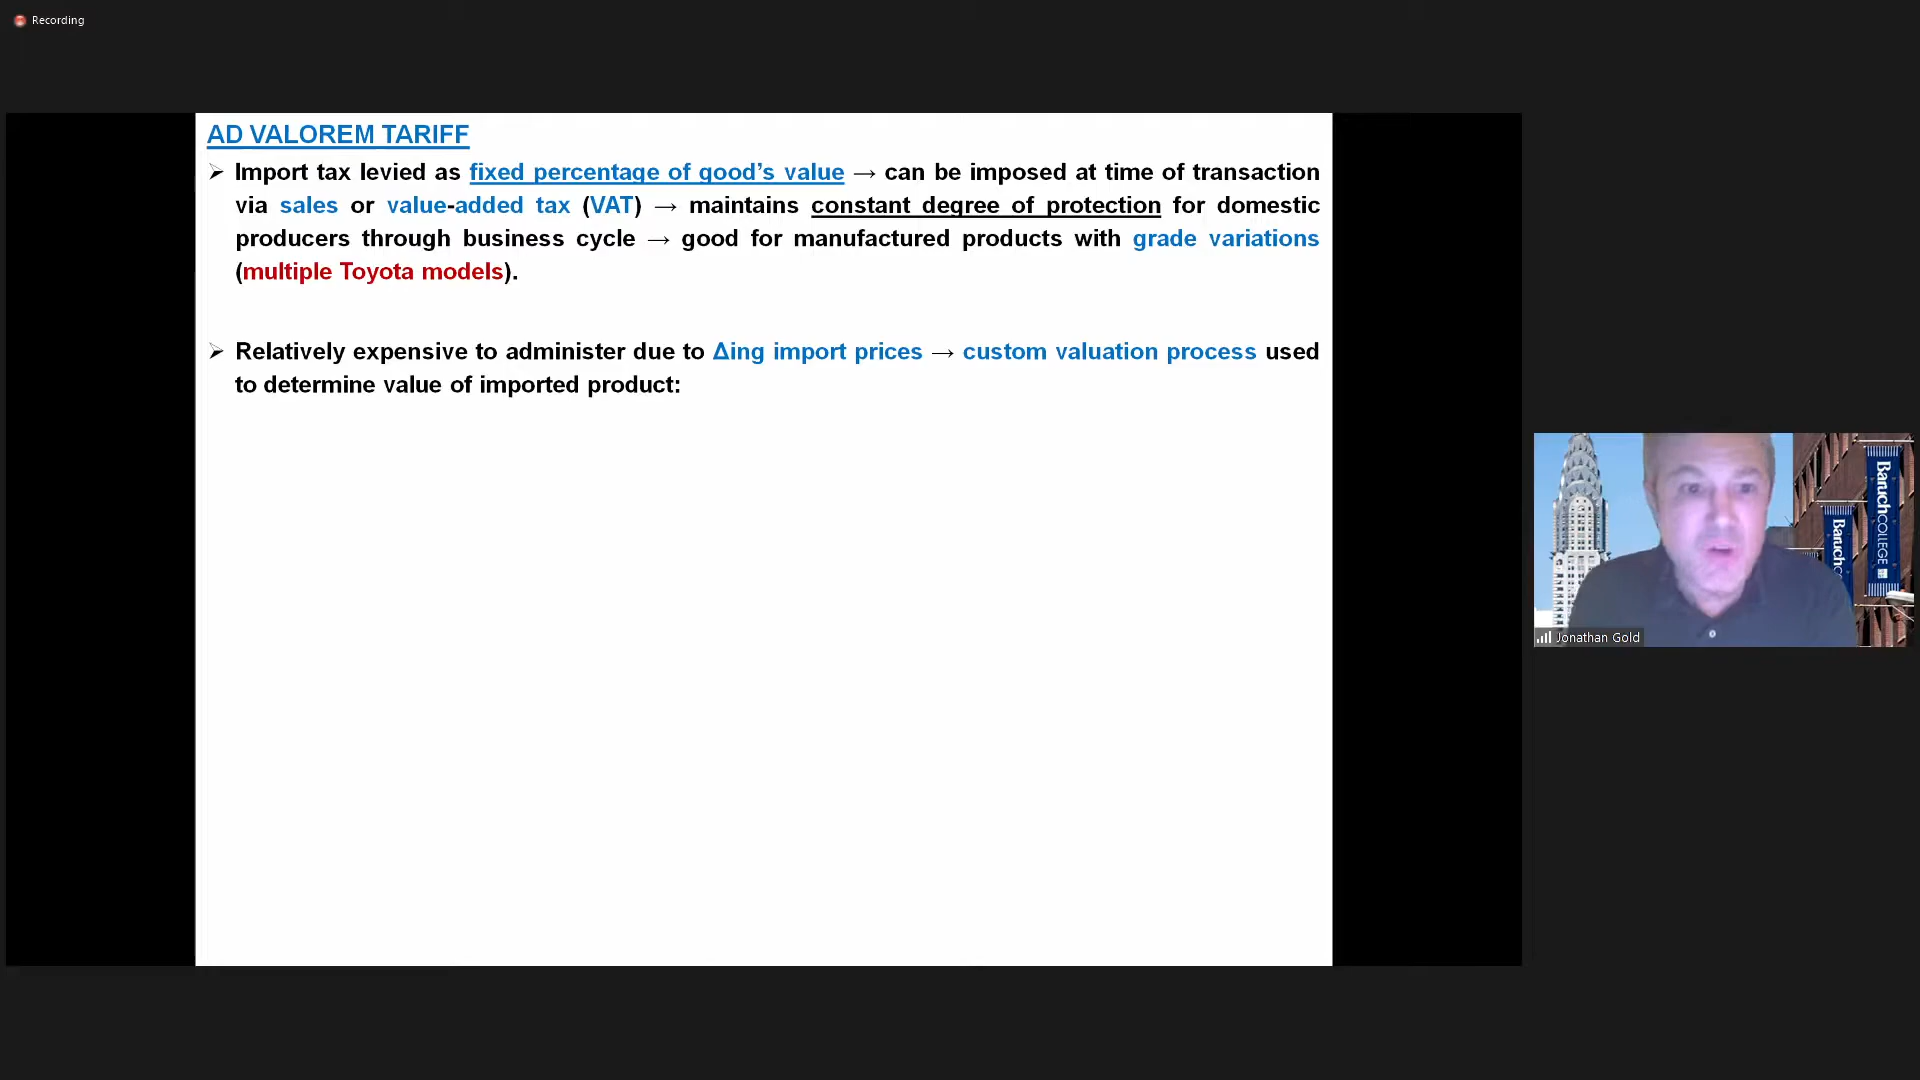 Recording
AD VALOREM TARIFF
➢ Import tax levied as fixed percentage of good’s value → can be imposed at time of transaction
via sales or value-added tax (VAT) → maintains constant degree of protection for domestic
producers through business cycle → good for manufactured products with grade variations
(multiple Toyota models).
➢ Relatively expensive to administer due to Δing import prices → custom valuation process used
to determine value of imported product:
Baruch COLLEGE
Baruch
Jonathan Gold